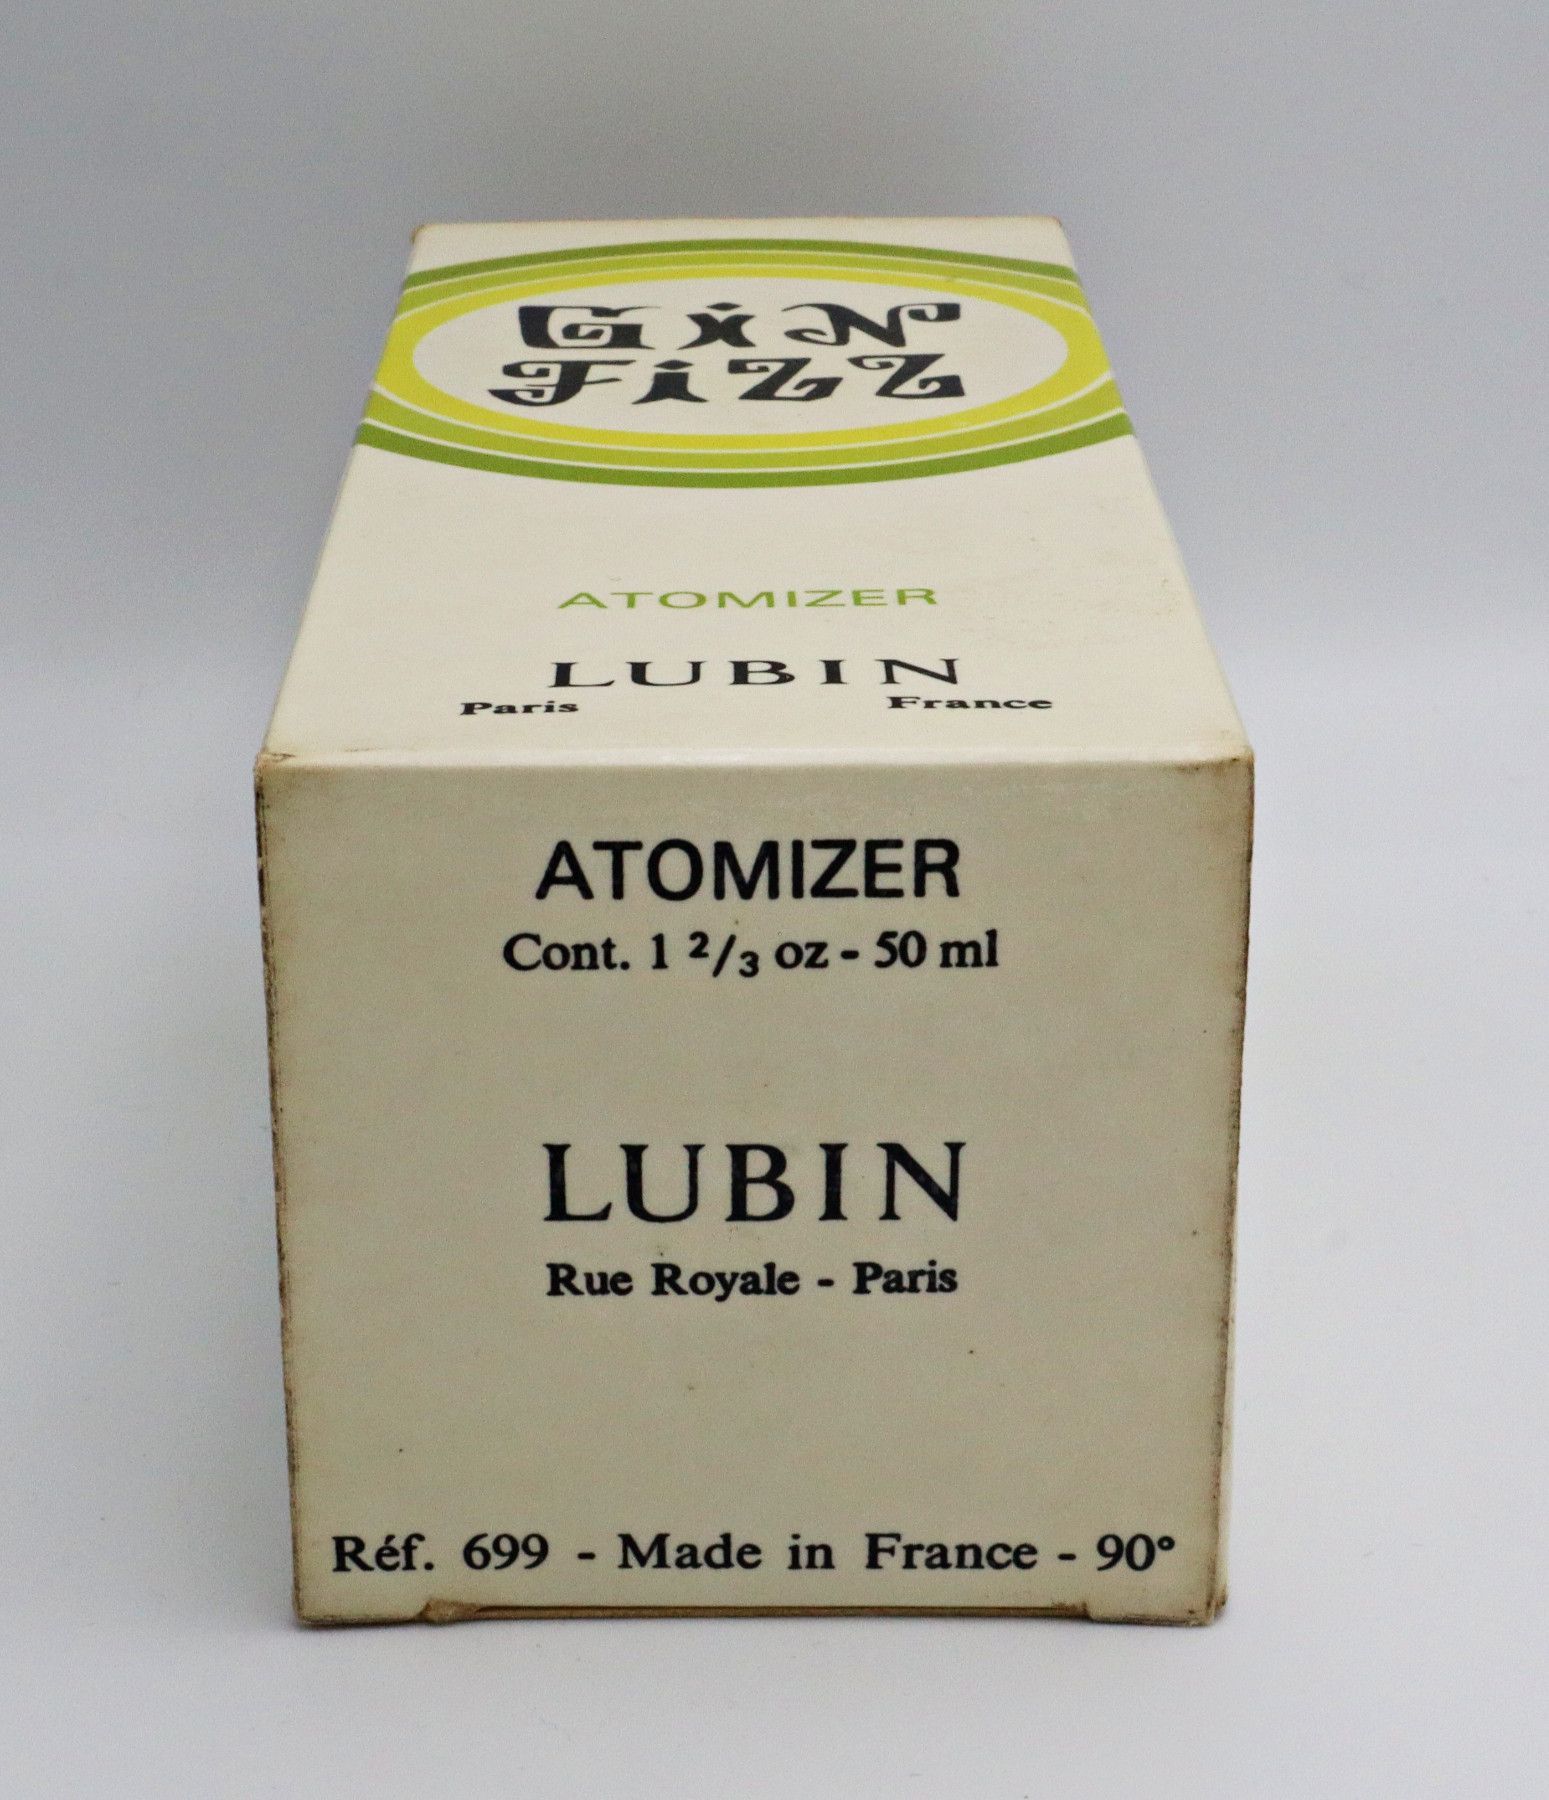 GiN
FiZZ
ATOMIZER
LUBIN
Paris France
ATOMIZER
Cont. 1 2/3 oz - 50 ml
LUBIN
Rue Royale - Paris
Réf. 699 - Made in France - 90°